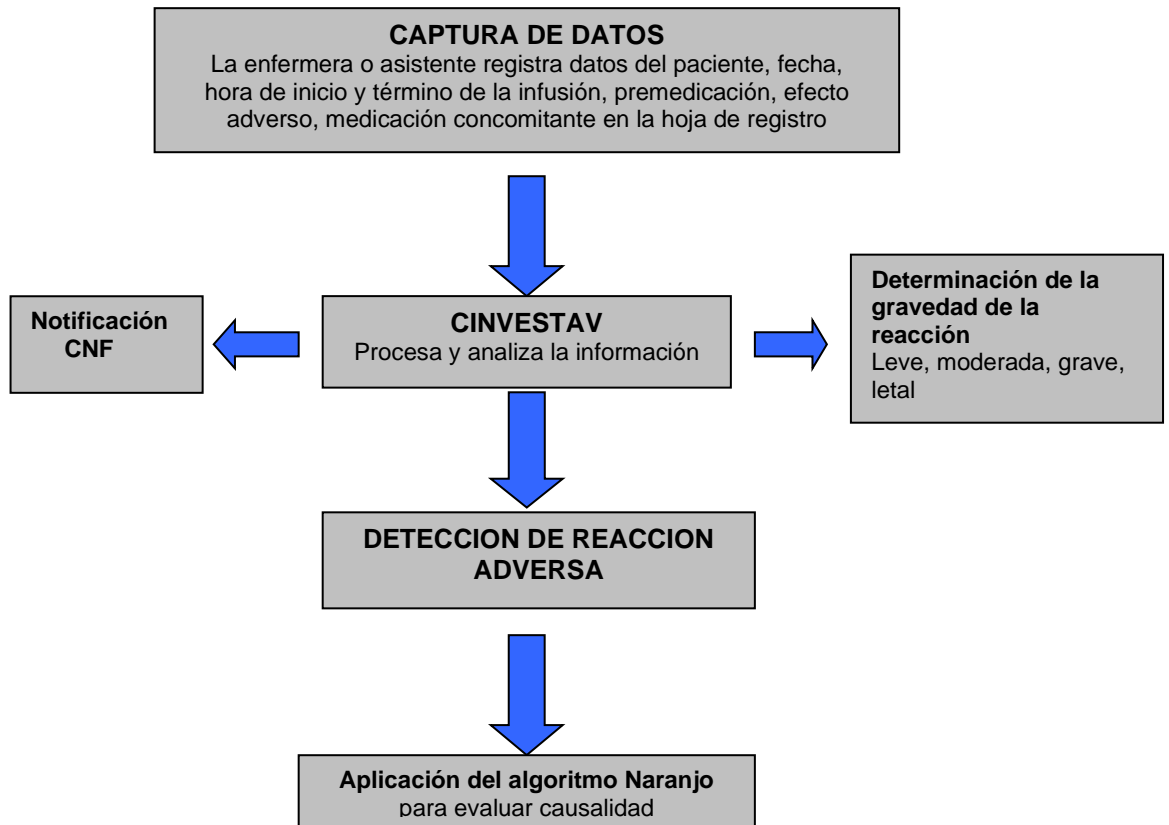 CAPTURA DE DATOS
La enfermera o asistente registra datos del paciente, fecha,
hora de inicio y término de la infusión, premedicación, efecto
adverso, medicación concomitante en la hoja de registro
Notificación
CNF
CINVESTAV
Procesa y analiza la información
Determinación de la
gravedad de la
reacción
Leve, moderada, grave,
letal
DETECCION DE REACCION
ADVERSA
Aplicación del algoritmo Naranjo
para evaluar causalidad